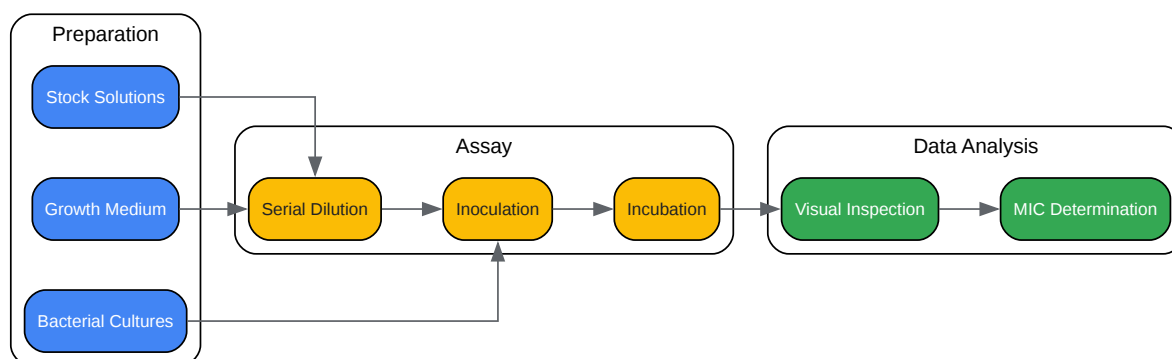 Preparation
Stock Solutions
Growth Medium
Bacterial Cultures
Assay
Serial Dilution
Inoculation
Incubation
Data Analysis
Visual Inspection
MIC Determination